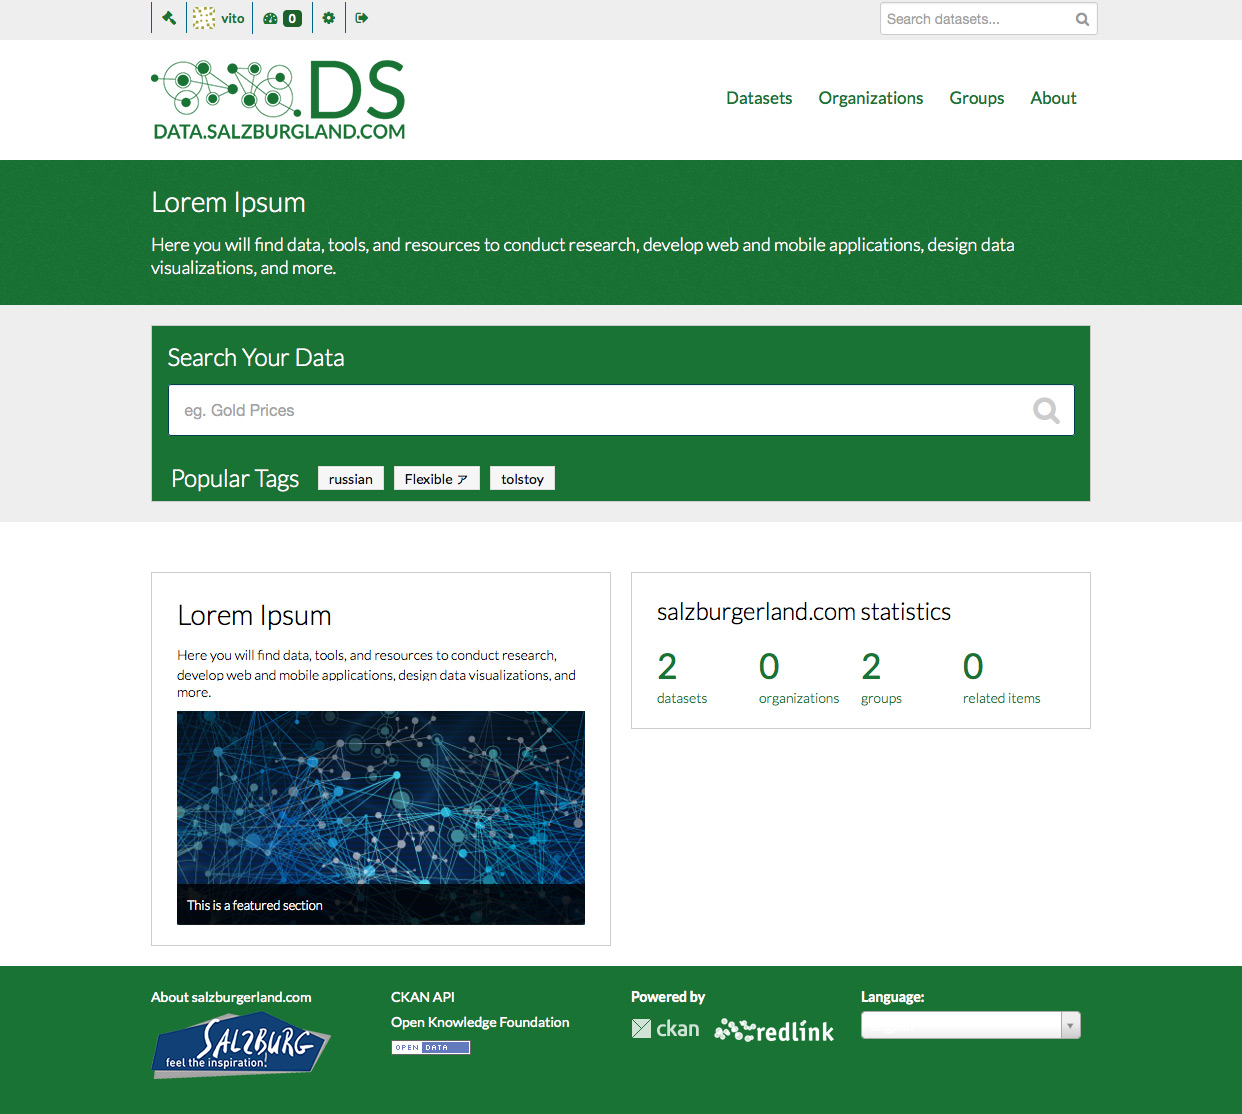 vito
0
Search datasets...
.DS
DATA.SALZBURGLAND.COM
Datasets
Organizations
Groups
About
Lorem Ipsum
Here you will find data, tools, and resources to conduct research, develop web and mobile applications, design data
visualizations, and more.
Search Your Data
eg. Gold Prices
Popular Tags
russian
Flexible ア
tolstoy
Lorem Ipsum
Here you will find data, tools, and resources to conduct research,
develop web and mobile applications, design data visualizations, and
more.
This is a featured section
salzburgerland.com statistics
2
datasets
0
organizations
2
groups
0
related items
About salzburgerland.com
SALZBURG
feel the inspiration!
CKAN API
Open Knowledge Foundation
OPEN DATA
Powered by
ckan
redlink
Language: